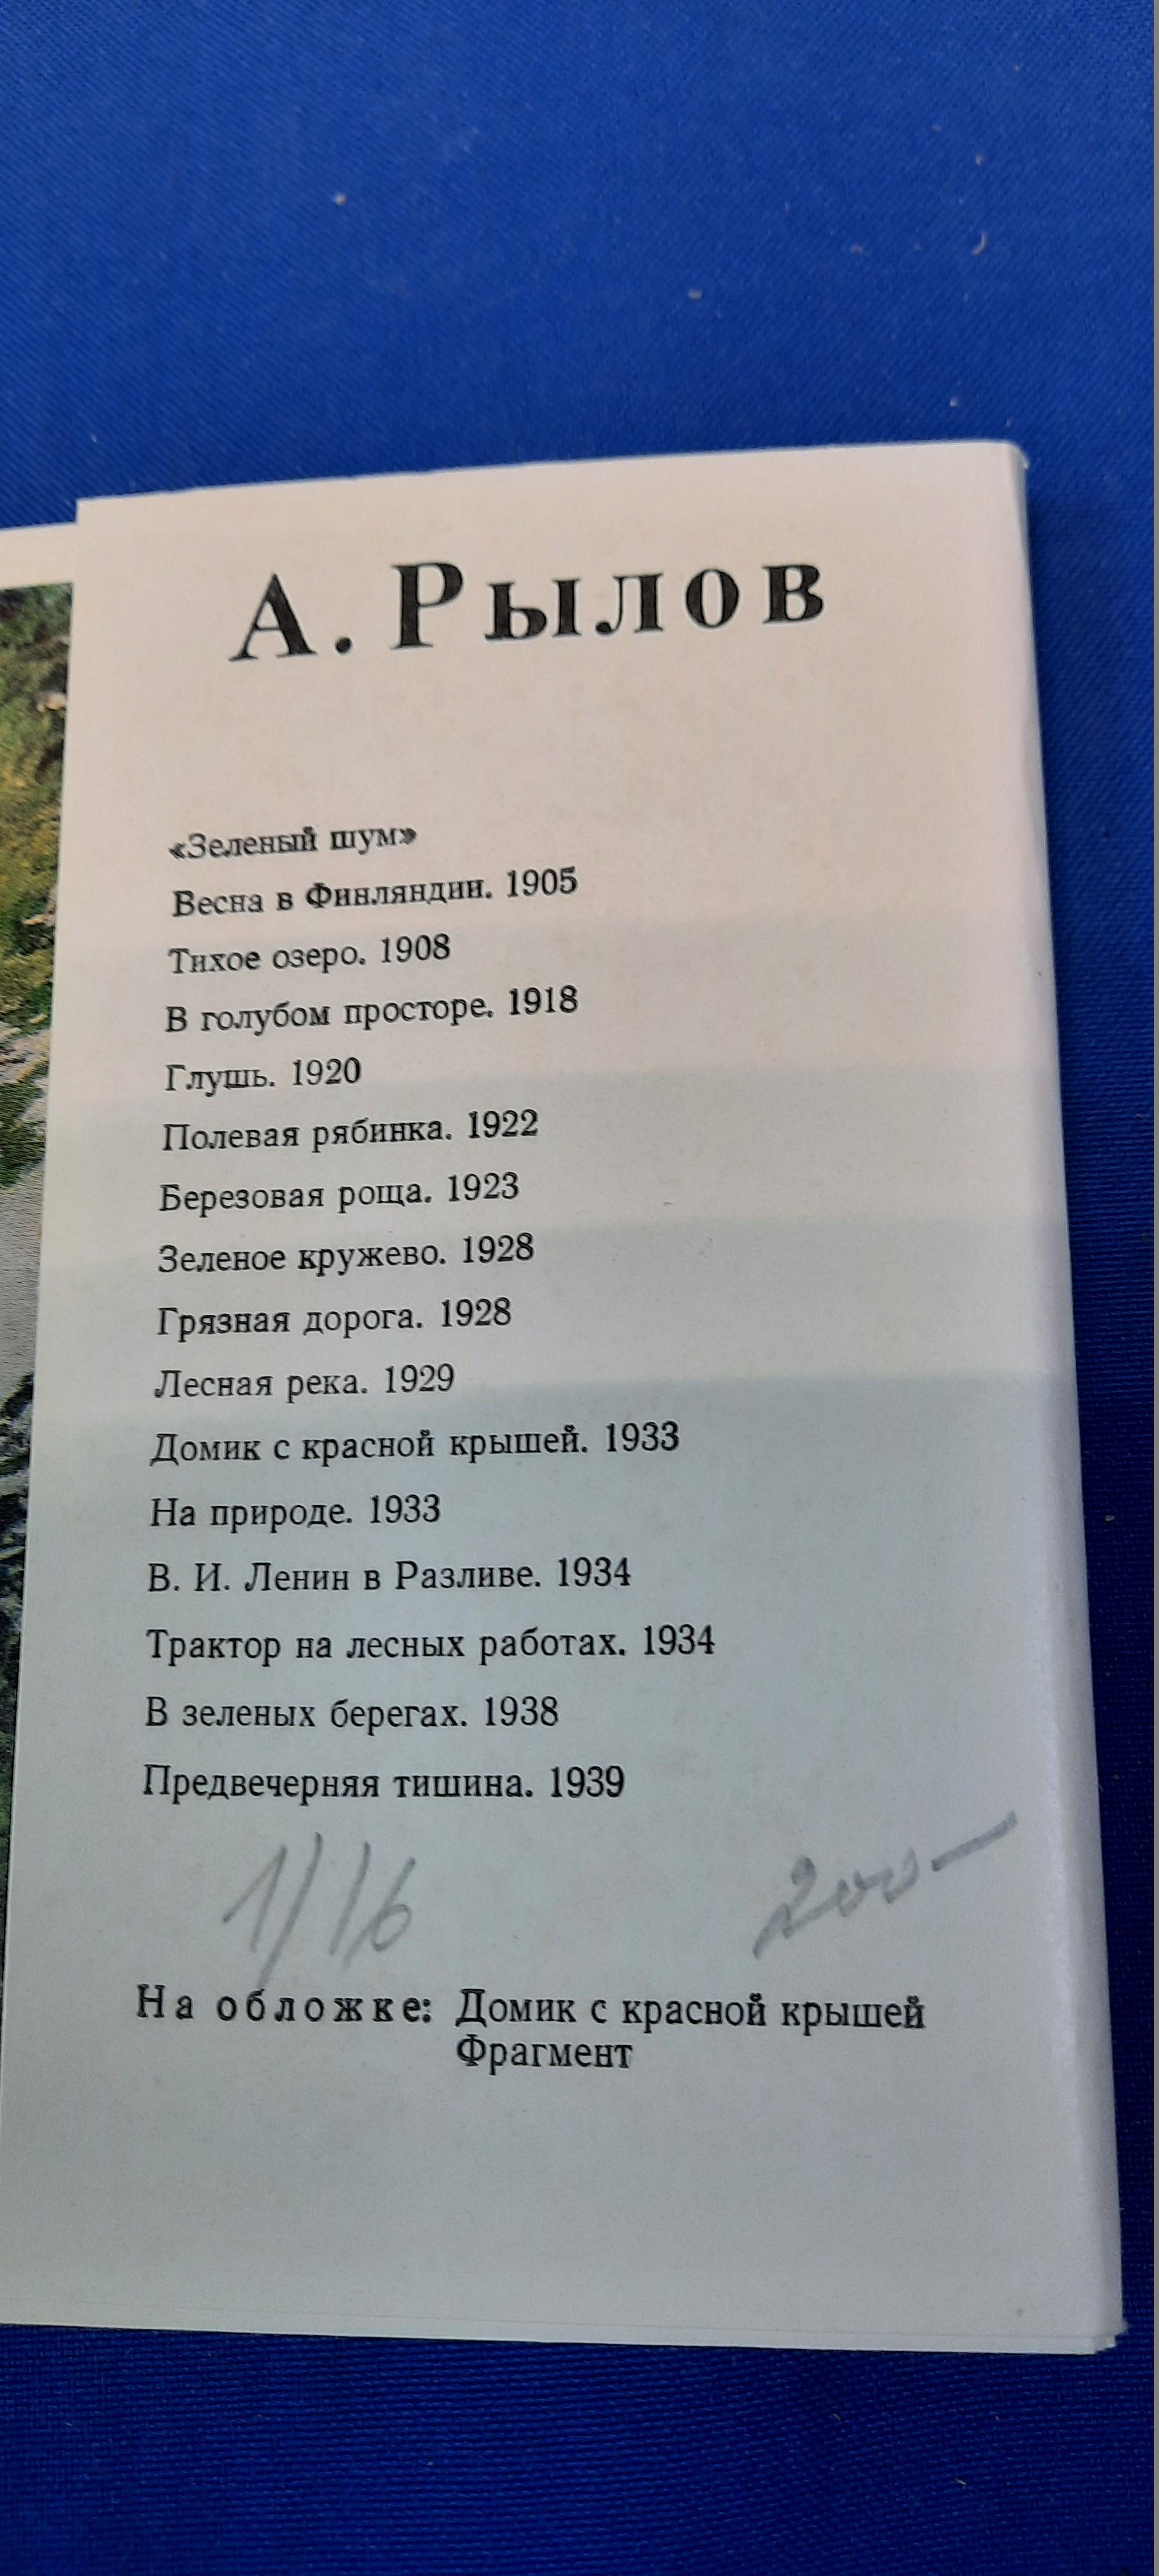 А. Рылов
«Зеленый шум»
Весна в Финляндии. 1905
Тихое озеро. 1908
В голубом просторе. 1918
Глушь. 1920
Полевая рябинка. 1922
Березовая роща. 1923
Зеленое кружево. 1928
Грязная дорога. 1928
Лесная река. 1929
Домик с красной крышей. 1933
На природе. 1933
В. И. Ленин в Разливе. 1934
Трактор на лесных работах. 1934
В зеленых берегах. 1938
Предвечерняя тишина. 1939
1/16 200-
На обложке: Домик с красной крышей
Фрагмент